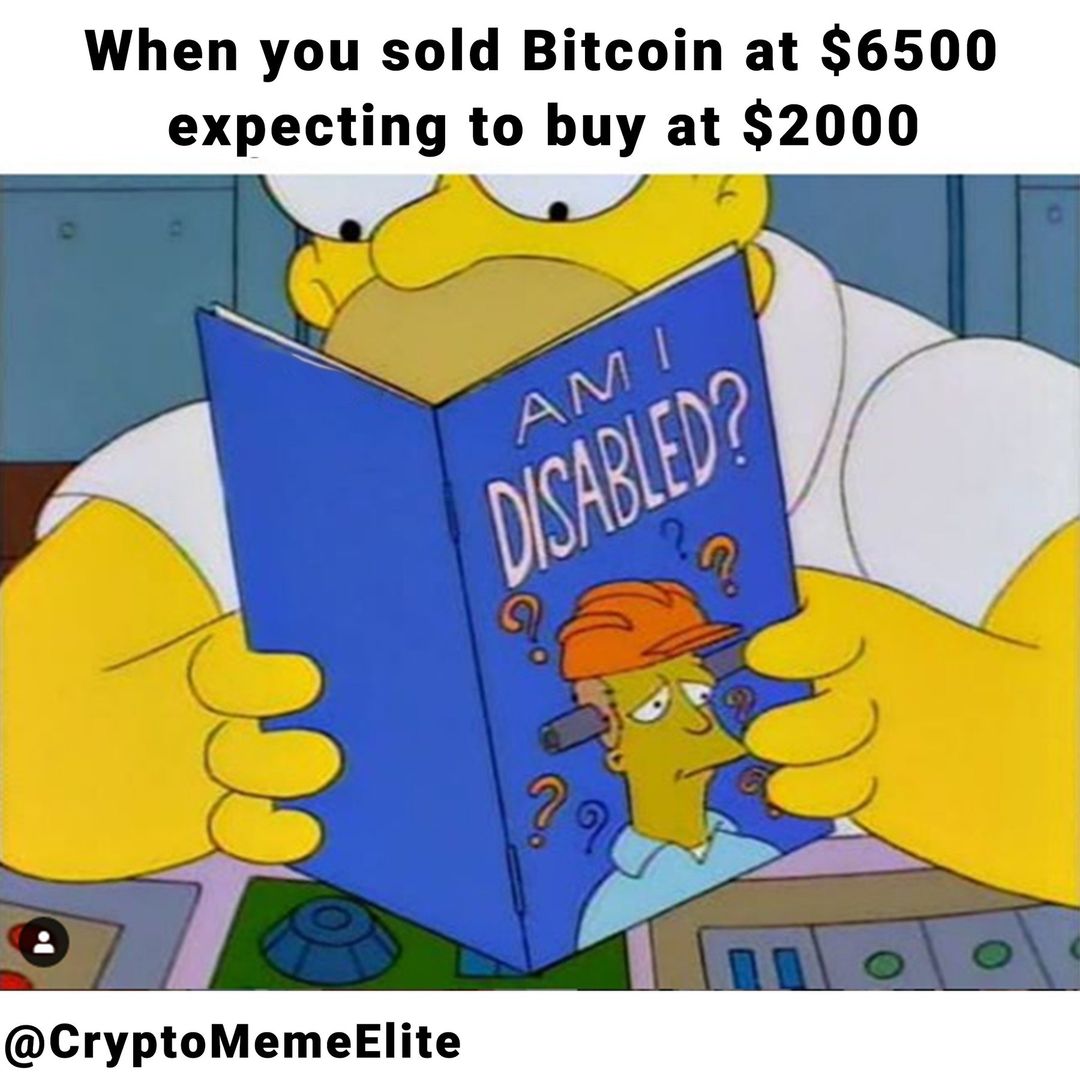 When you sold Bitcoin at $6500
expecting to buy at $2000
AM I
DISABLED?
? ?
?
?
?
? ?
@CryptoMemeElite